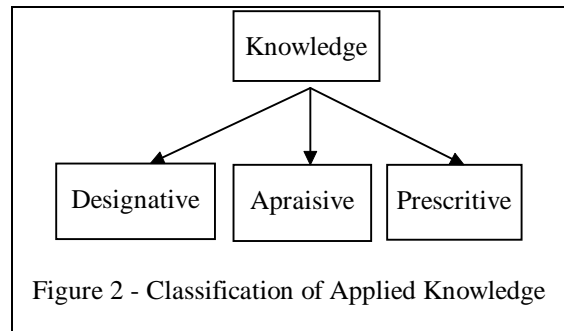 Knowledge
Designative
Apraisive
Prescritive
Figure 2 - Classification of Applied Knowledge